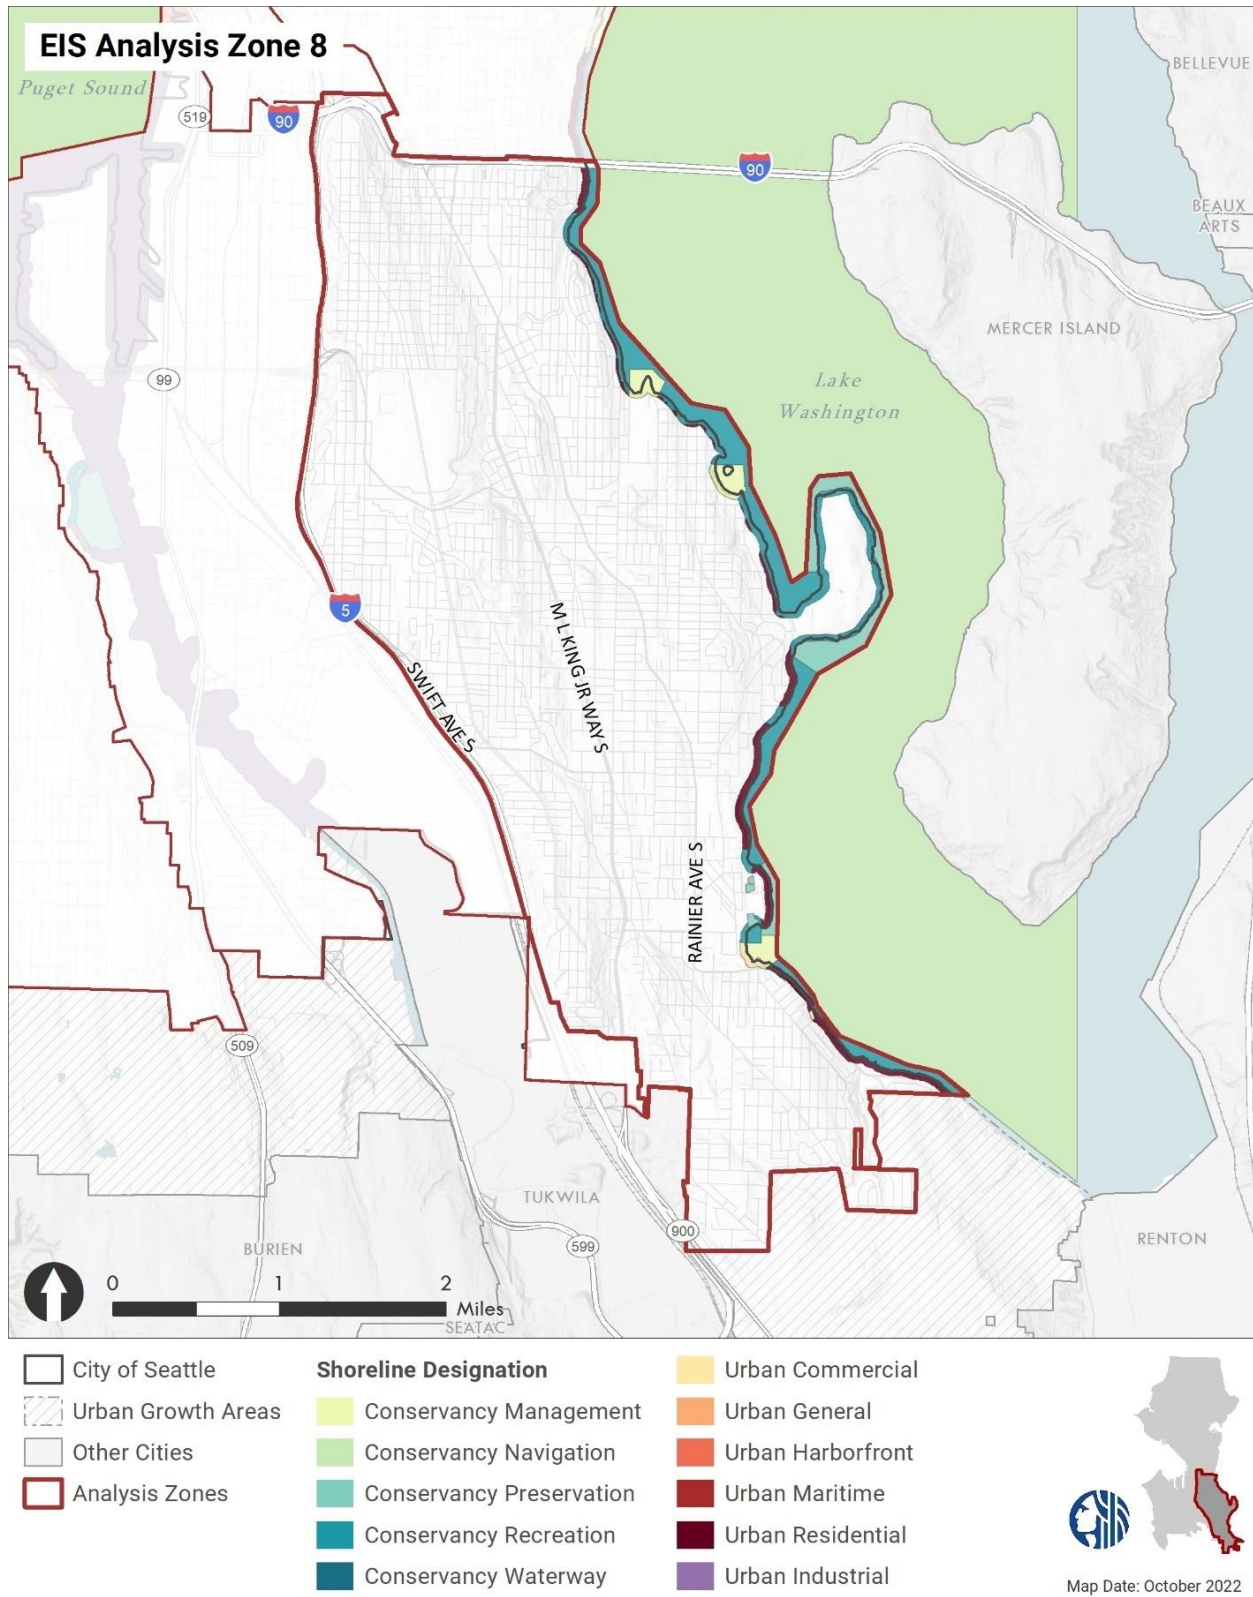 EIS Analysis Zone 8
Puget Sound
BELLEVUE
519
90
90
BEAUX
ARTS
MERCER ISLAND
99
Lake
Washington
5
SWIFT AVE S
M L KING JR WAY S
RAINIER AVE S
509
TUKWILA
900
BURIEN
599
RENTON
0 1 2
Miles
SEATAC
City of Seattle
Urban Growth Areas
Other Cities
Analysis Zones
Shoreline Designation
Conservancy Management
Conservancy Navigation
Conservancy Preservation
Conservancy Recreation
Conservancy Waterway
Urban Commercial
Urban General
Urban Harborfront
Urban Maritime
Urban Residential
Urban Industrial
Map Date: October 2022